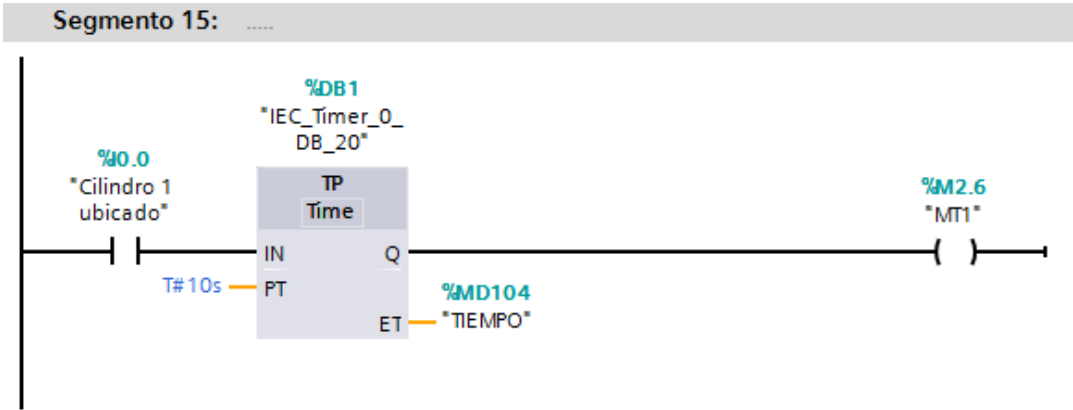 Segmento 15: .....
%DB1
"IEC_Timer_0_
DB_20"
%I0.0
"Cilindro 1
ubicado"
TP
Time
%M2.6
"MT1"
IN Q
T#10s PT
%MD104
ET "TIEMPO"